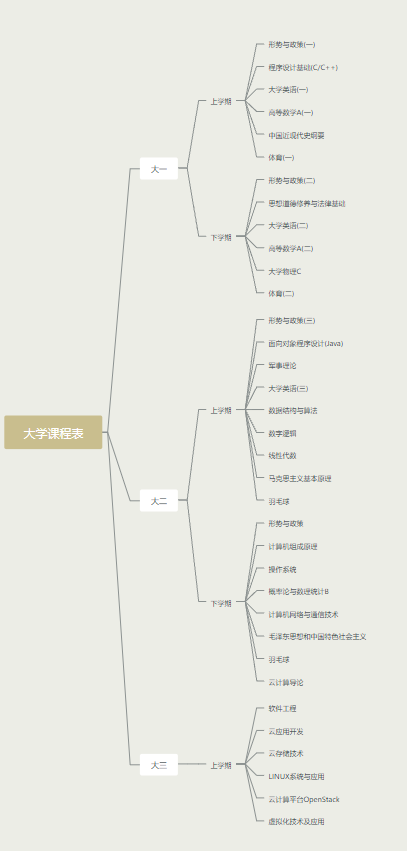 大学课程表
大一
上学期
形势与政策(一)
程序设计基础(C/C++)
大学英语(一)
高等数学A(一)
中国近现代史纲要
体育(一)
下学期
形势与政策(二)
思想道德修养与法律基础
大学英语(二)
高等数学A(二)
大学物理C
体育(二)
大二
上学期
形势与政策(三)
面向对象程序设计(Java)
军事理论
大学英语(三)
数据结构与算法
数字逻辑
线性代数
马克思主义基本原理
羽毛球
下学期
形势与政策
计算机组成原理
操作系统
概率论与数理统计B
计算机网络与通信技术
毛泽东思想和中国特色社会主义
羽毛球
云计算导论
大三
上学期
软件工程
云应用开发
云存储技术
LINUX系统与应用
云计算平台OpenStack
虚拟化技术及应用